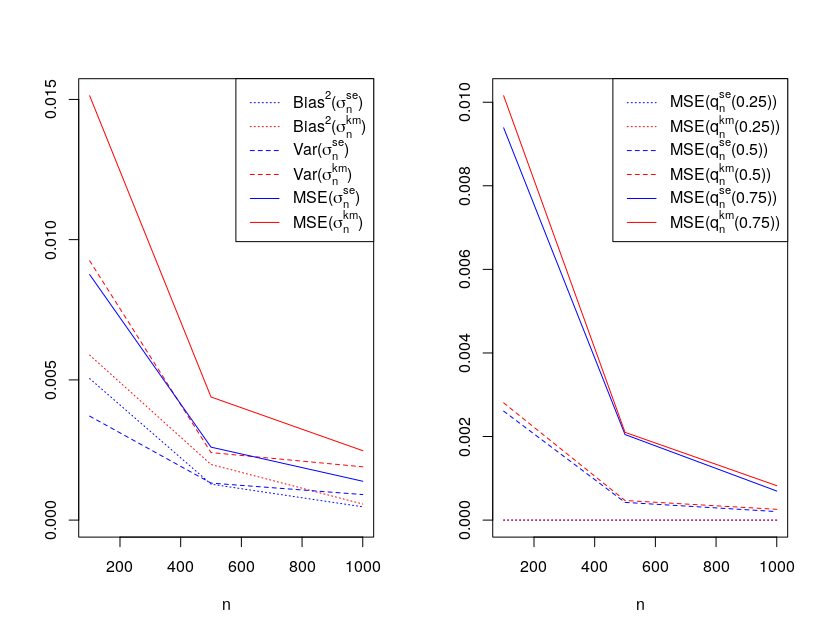 0.015
0.010
0.005
0.000
Bias²(σₙˢᵉ)
Bias²(σₙᵏᵐ)
Var(σₙˢᵉ)
Var(σₙᵏᵐ)
MSE(σₙˢᵉ)
MSE(σₙᵏᵐ)
200 400 600 800 1000
n
0.010
0.008
0.006
0.004
0.002
0.000
MSE(qₙˢᵉ(0.25))
MSE(qₙᵏᵐ(0.25))
MSE(qₙˢᵉ(0.5))
MSE(qₙᵏᵐ(0.5))
MSE(qₙˢᵉ(0.75))
MSE(qₙᵏᵐ(0.75))
200 400 600 800 1000
n